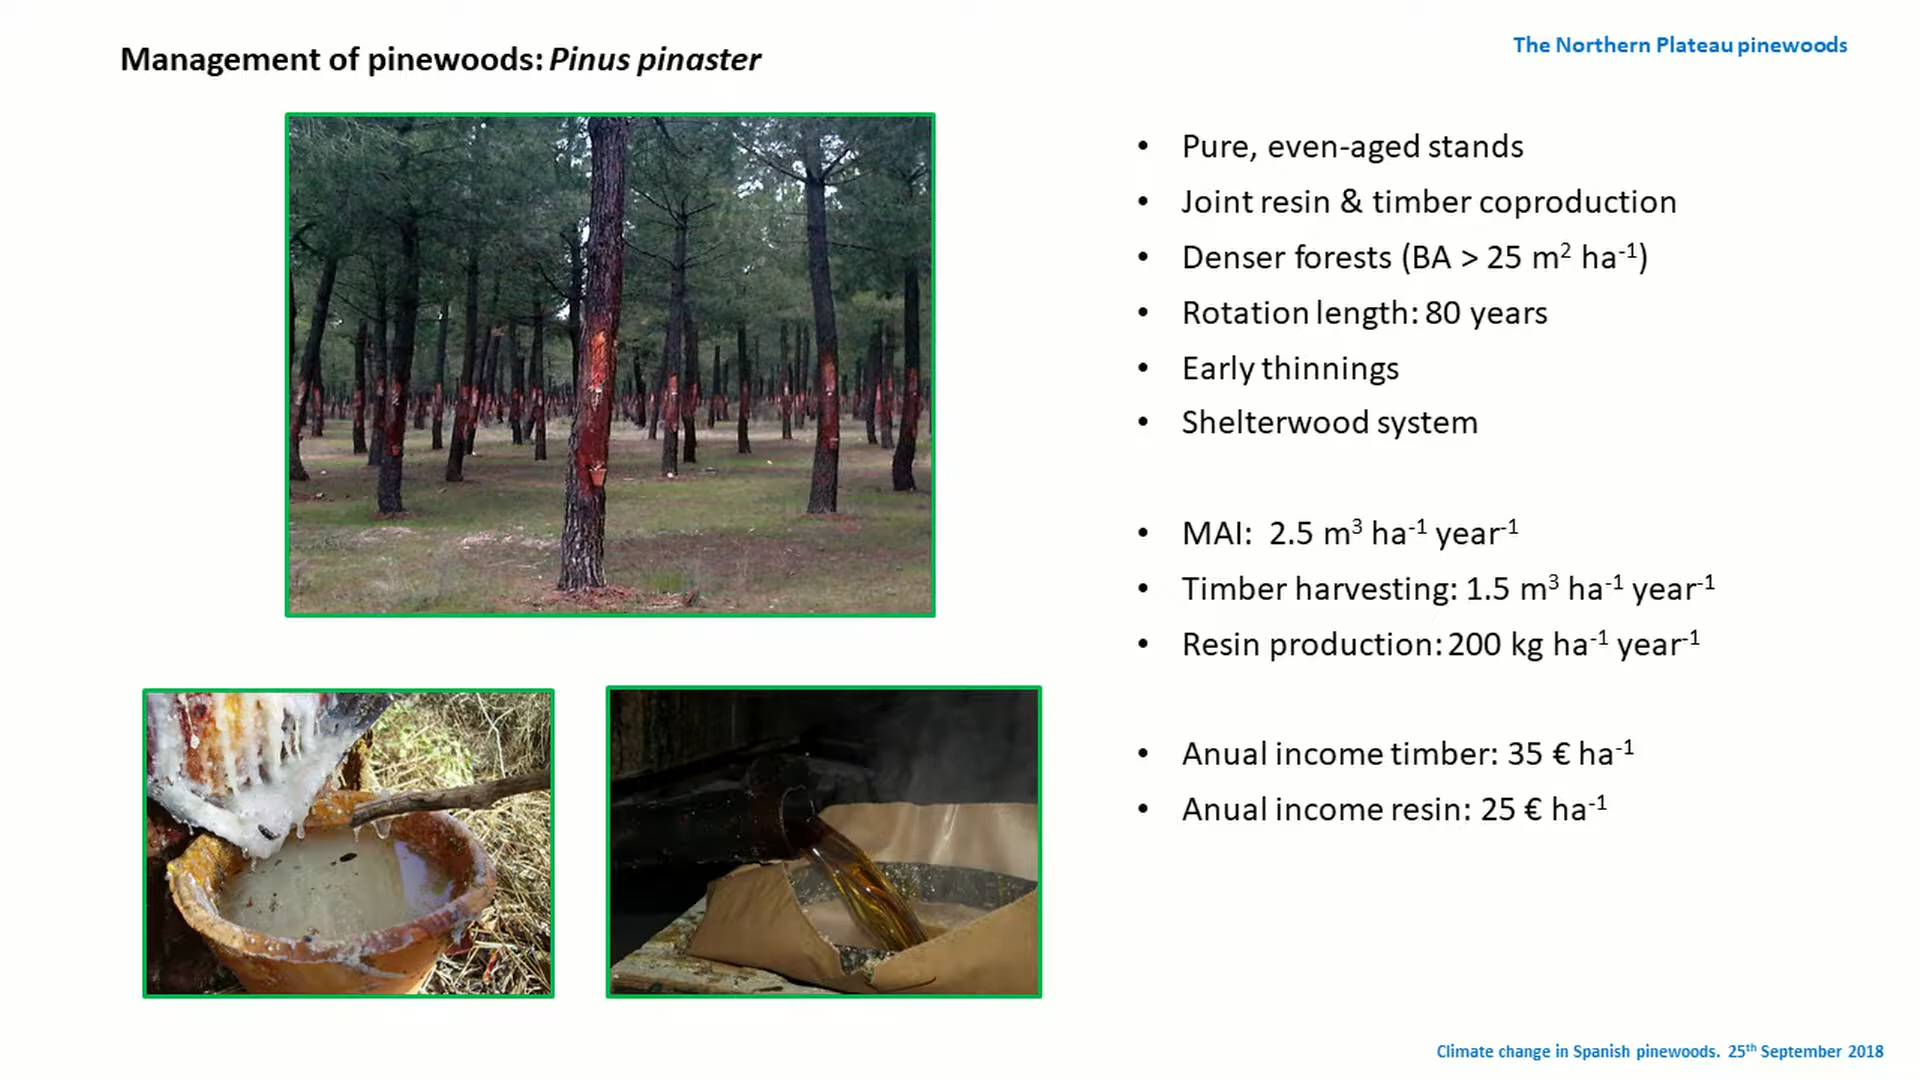 Management of pinewoods: Pinus pinaster
The Northern Plateau pinewoods
• Pure, even-aged stands
• Joint resin & timber coproduction
• Denser forests (BA > 25 m² ha⁻¹)
• Rotation length: 80 years
• Early thinnings
• Shelterwood system
• MAI: 2.5 m³ ha⁻¹ year⁻¹
• Timber harvesting: 1.5 m³ ha⁻¹ year⁻¹
• Resin production: 200 kg ha⁻¹ year⁻¹
• Anual income timber: 35 € ha⁻¹
• Anual income resin: 25 € ha⁻¹
Climate change in Spanish pinewoods. 25ᵗʰ September 2018